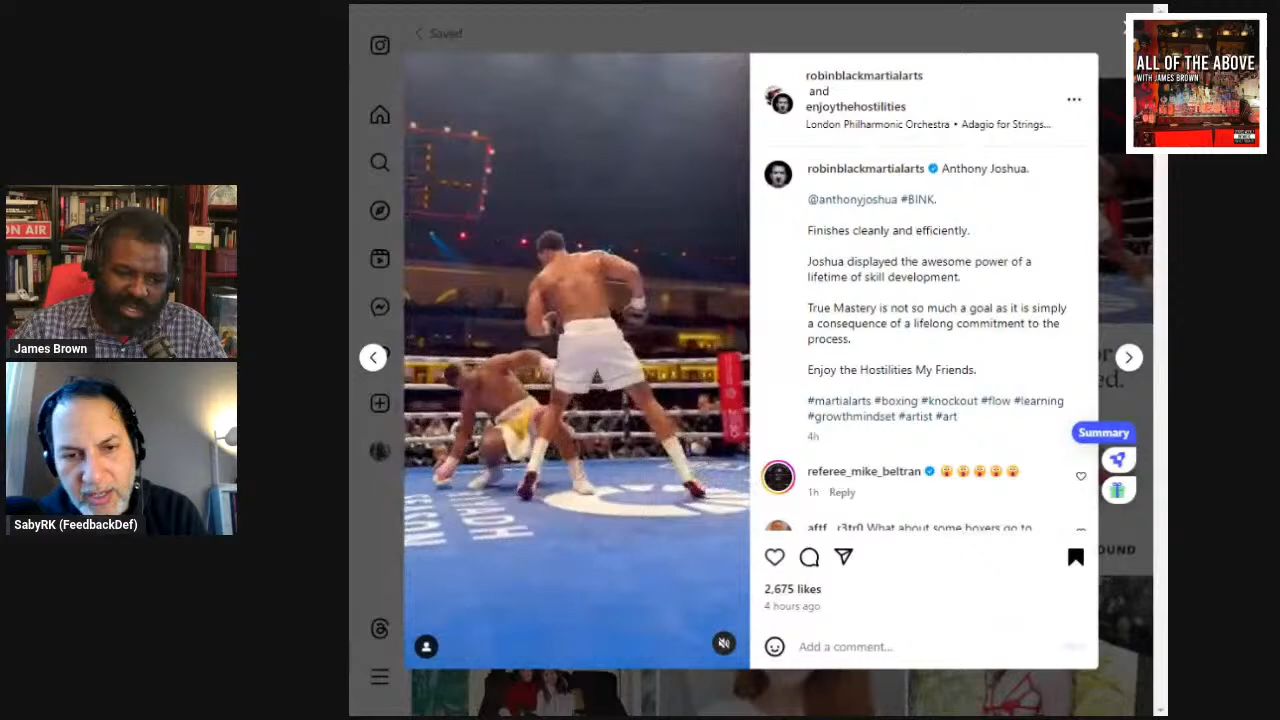 Saved
ALL OF THE ABOVE
WITH JAMES BROWN
ON AIR
James Brown
SabyRK (FeedbackDef)
robinblackmartialarts
and
enjoythehostilities
London Philharmonic Orchestra • Adagio for Strings...
robinblackmartialarts Anthony Joshua.
@anthonyjoshua #BINK.
Finishes cleanly and efficiently.
Joshua displayed the awesome power of a
lifetime of skill development.
True Mastery is not so much a goal as it is simply
a consequence of a lifelong commitment to the
process.
Enjoy the Hostilities My Friends.
#martialarts #boxing #knockout #flow #learning
#growthmindset #artist #art
4h
referee_mike_beltran 😲😲😲😲😲
1h Reply
aftf_r3tr0 What about some boxers go to
2,675 likes
4 hours ago
Add a comment...
Summary
OUND